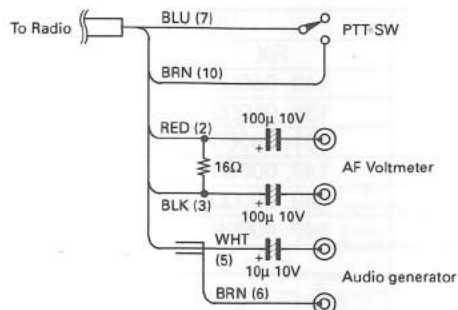 BLU (7)
To Radio
PTT SW
BRN (10)
RED (2)
100μ 10V
+
16Ω
AF Voltmeter
BLK (3)
+
100μ 10V
WHT
(5)
+
10μ 10V
Audio generator
BRN (6)